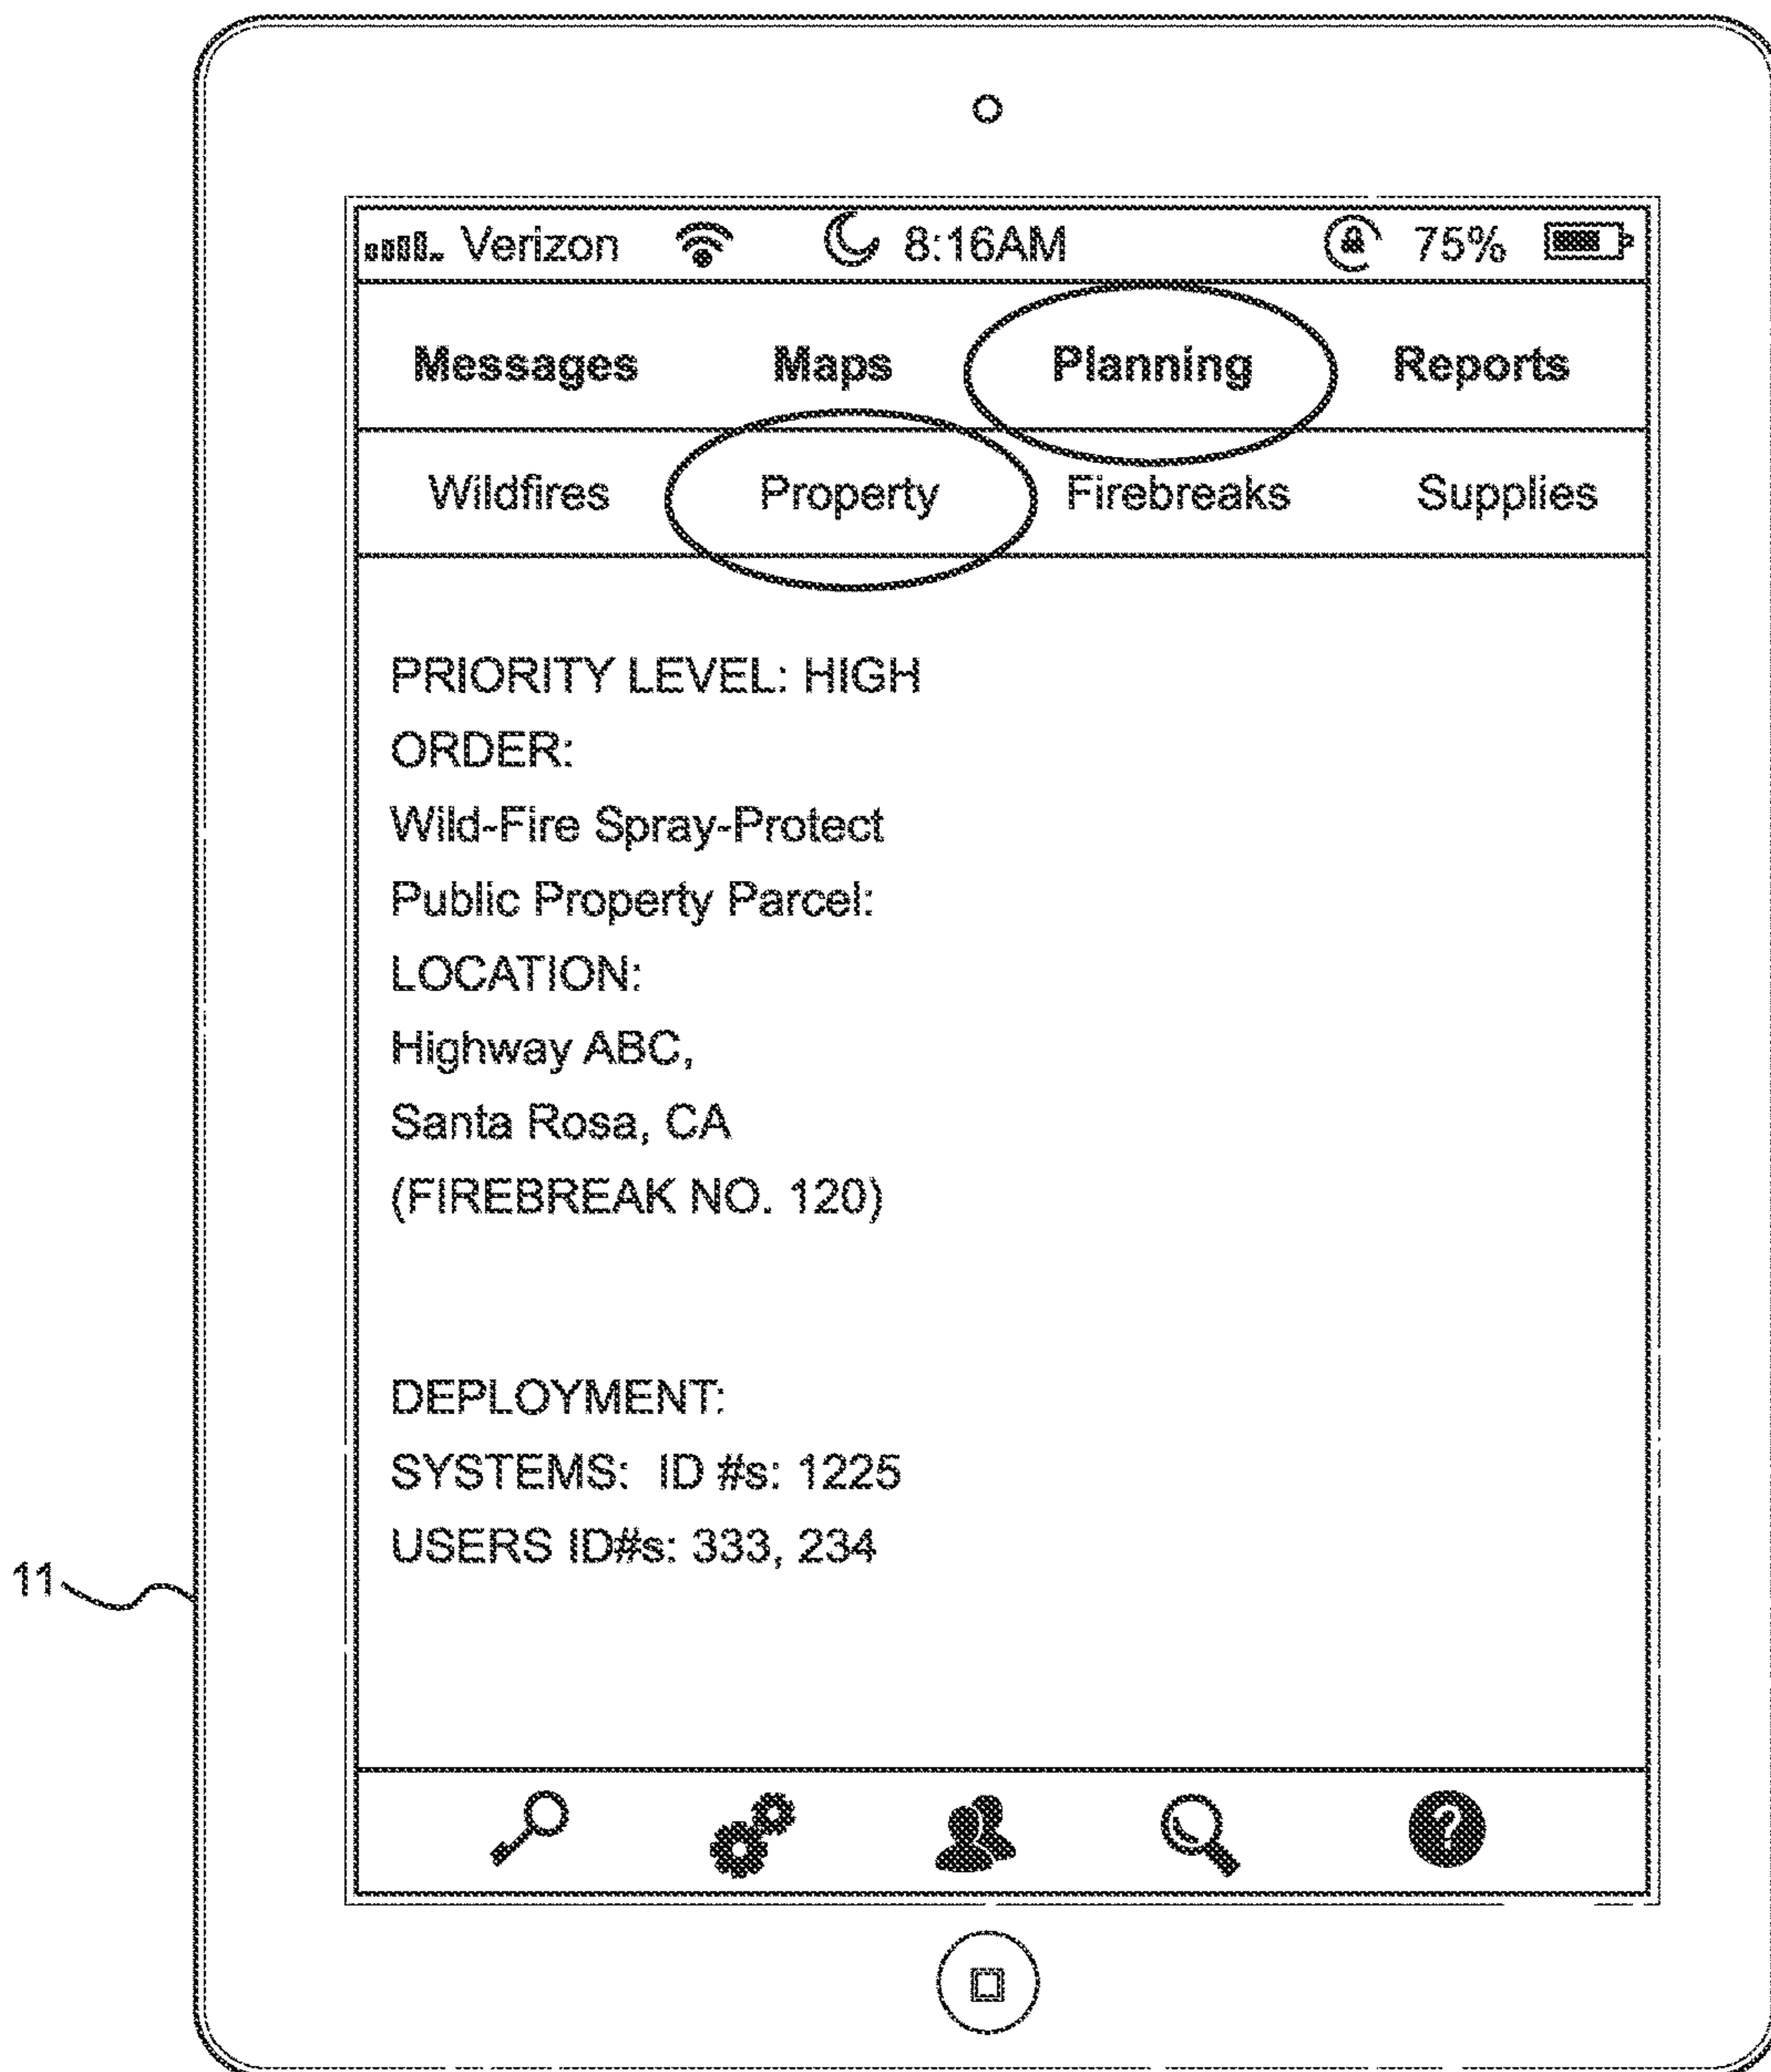 Verizon 8:16AM 75%
Messages Maps Planning Reports
Wildfires Property Firebreaks Supplies
PRIORITY LEVEL: HIGH
ORDER:
Wild-Fire Spray-Protect
Public Property Parcel:
LOCATION:
Highway ABC,
Santa Rosa, CA
(FIREBREAK NO. 120)
DEPLOYMENT:
SYSTEMS: ID #s: 1225
USERS ID#s: 333, 234
11
?